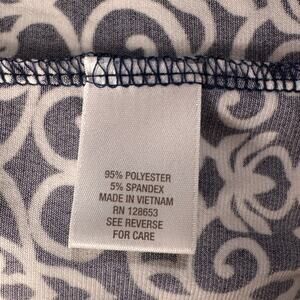 95% POLYESTER
5% SPANDEX
MADE IN VIETNAM
RN 128653
SEE REVERSE
FOR CARE